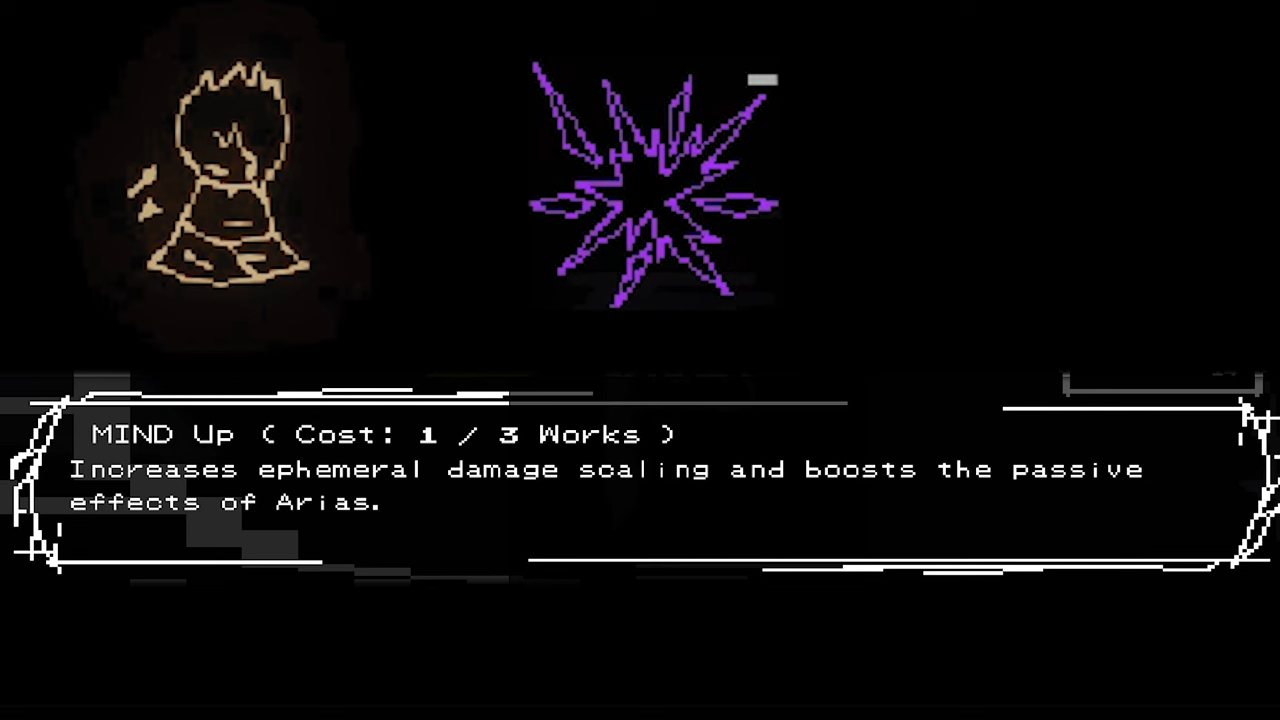 MIND Up ( Cost: 1 / 3 Works )
Increases ephemeral damage scaling and boosts the passive
effects of Arias.